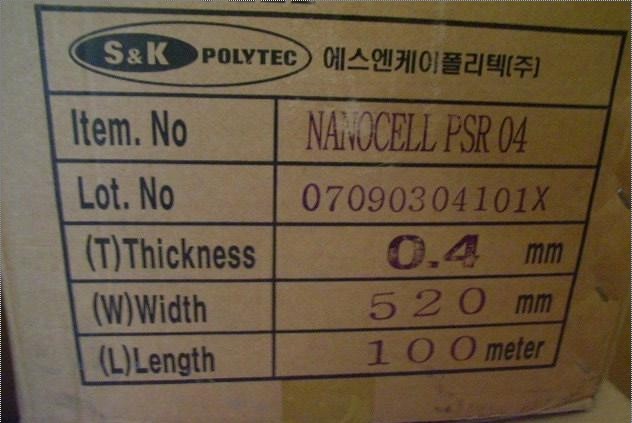 S&K POLYTEC 에스엔케이폴리텍(주)
Item. No NANOCELL PSR 04
Lot. No 07090304101X
(T)Thickness 0.4 mm
(W)Width 520 mm
(L)Length 100 meter